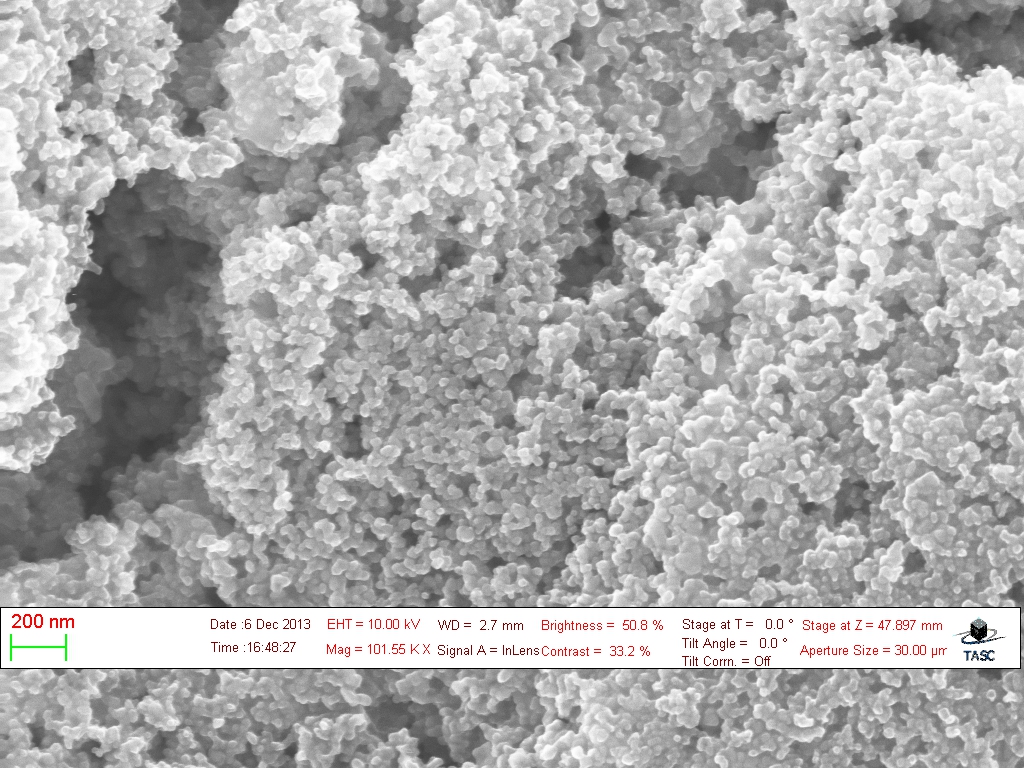 200 nm
Date :6 Dec 2013 EHT = 10.00 kV WD = 2.7 mm Brightness = 50.8 % Stage at T = 0.0 ° Stage at Z = 47.897 mm
Time :16:48:27 Mag = 101.55 K X Signal A = InLens Contrast = 33.2 % Tilt Angle = 0.0 ° Aperture Size = 30.00 µm
Tilt Corrn. = Off
TASC